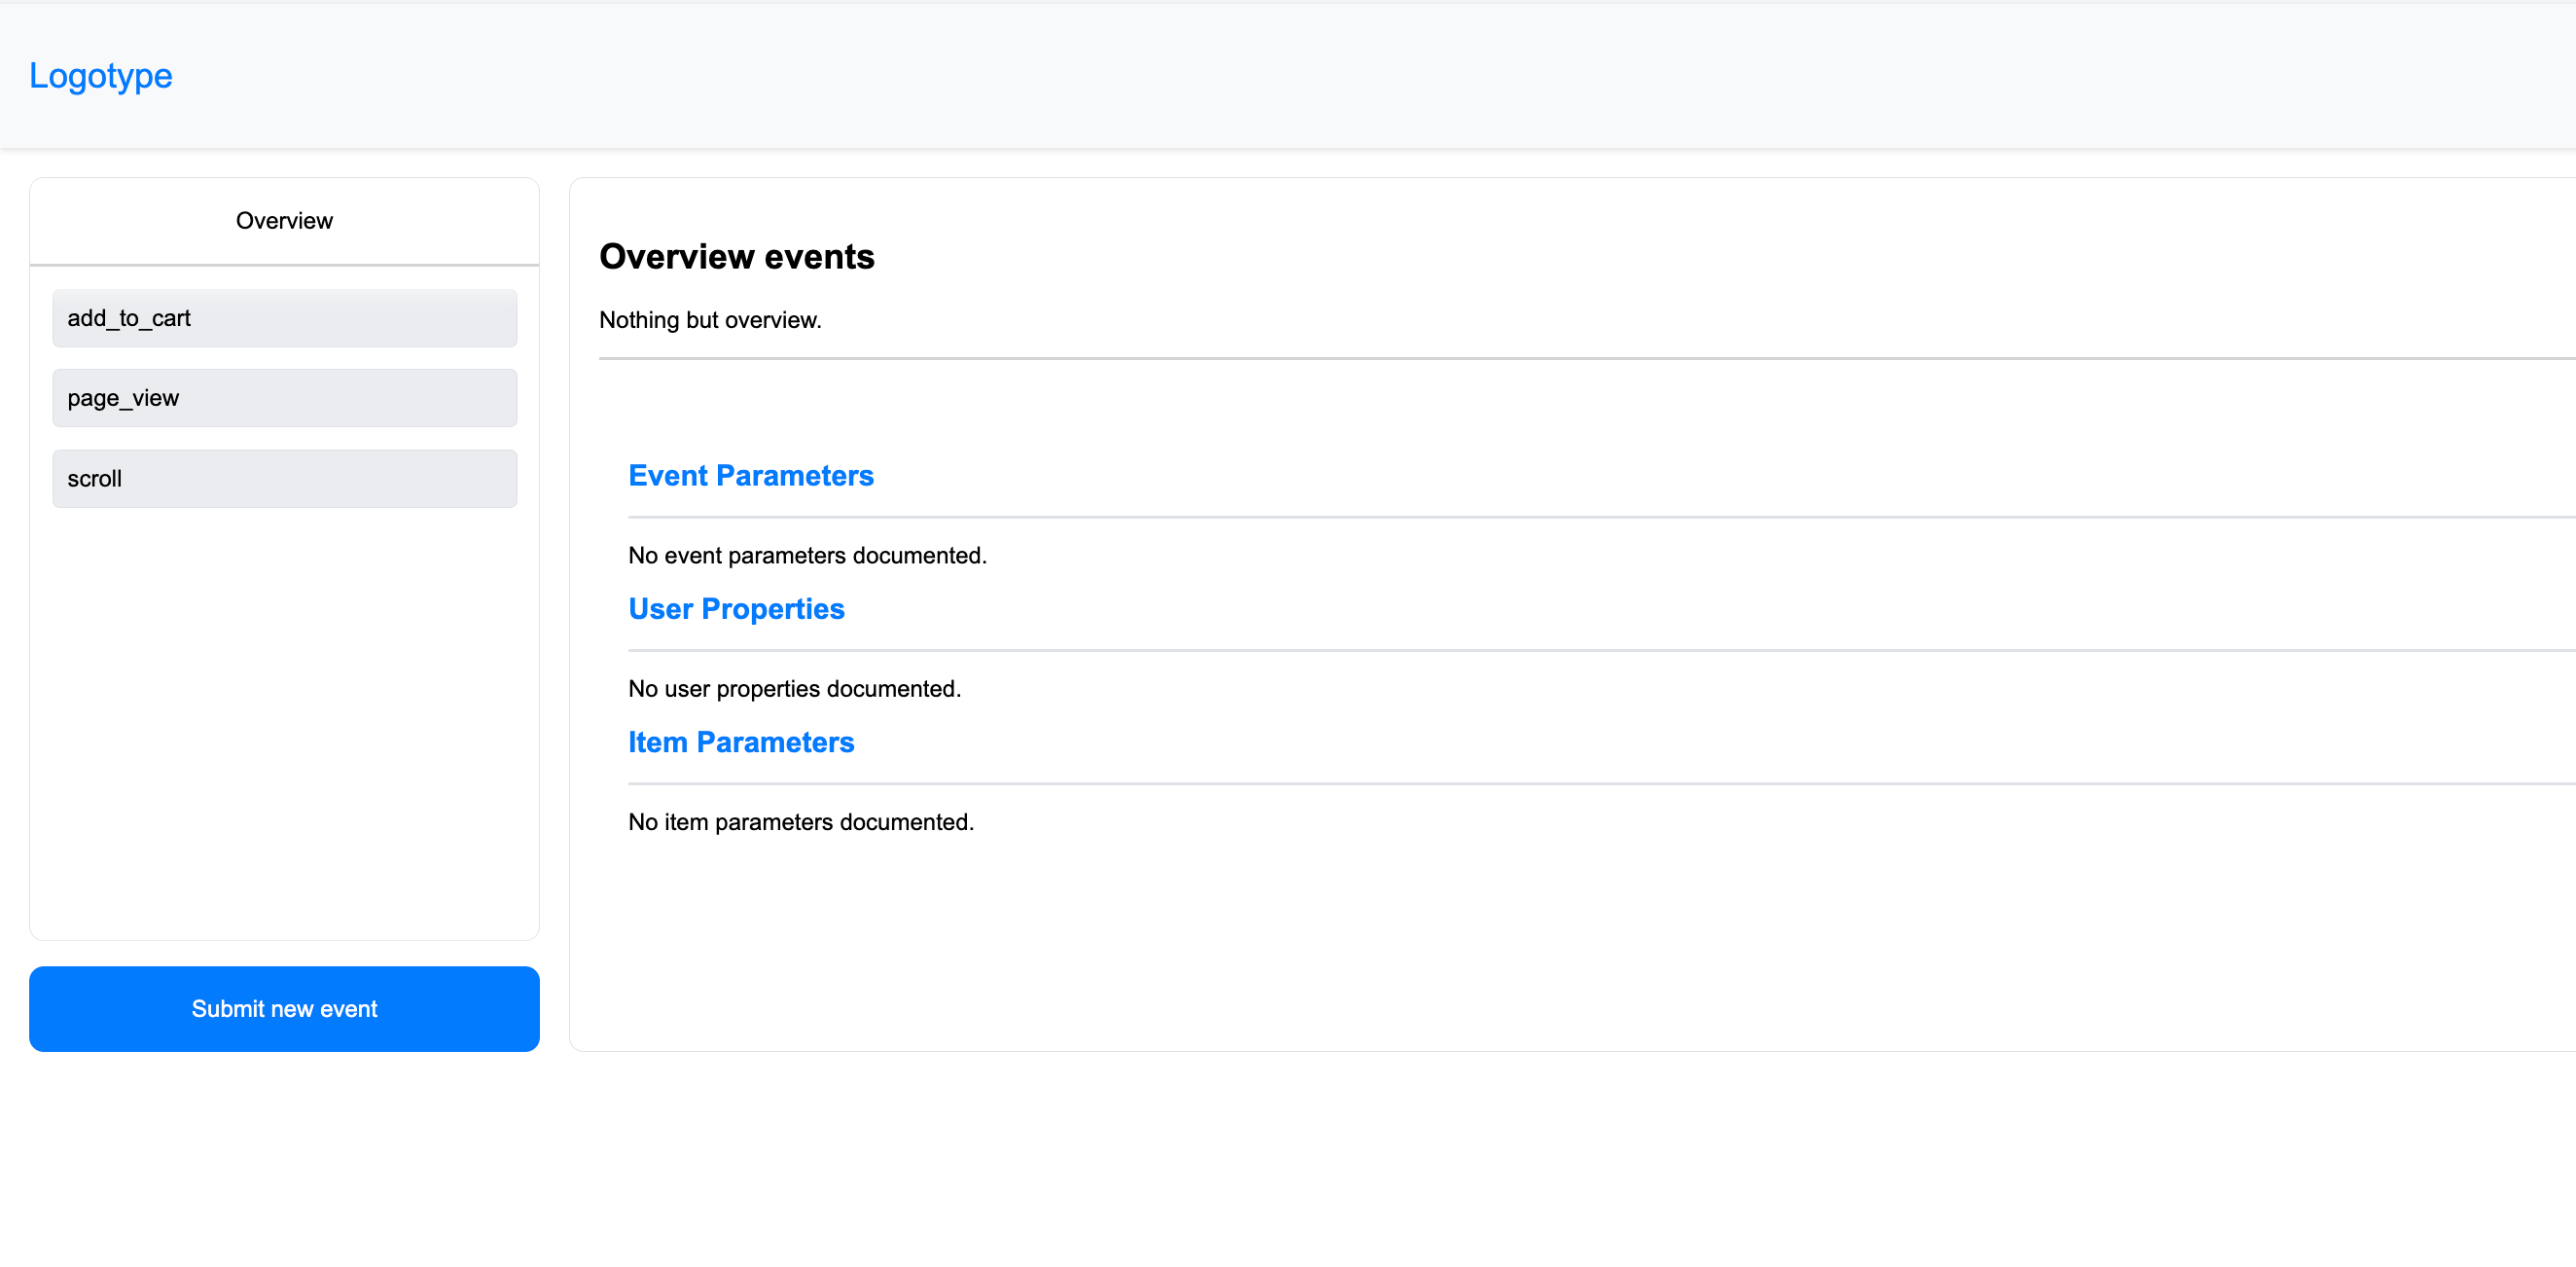 Logotype
Overview
add_to_cart
page_view
scroll
Submit new event
Overview events
Nothing but overview.
Event Parameters
No event parameters documented.
User Properties
No user properties documented.
Item Parameters
No item parameters documented.